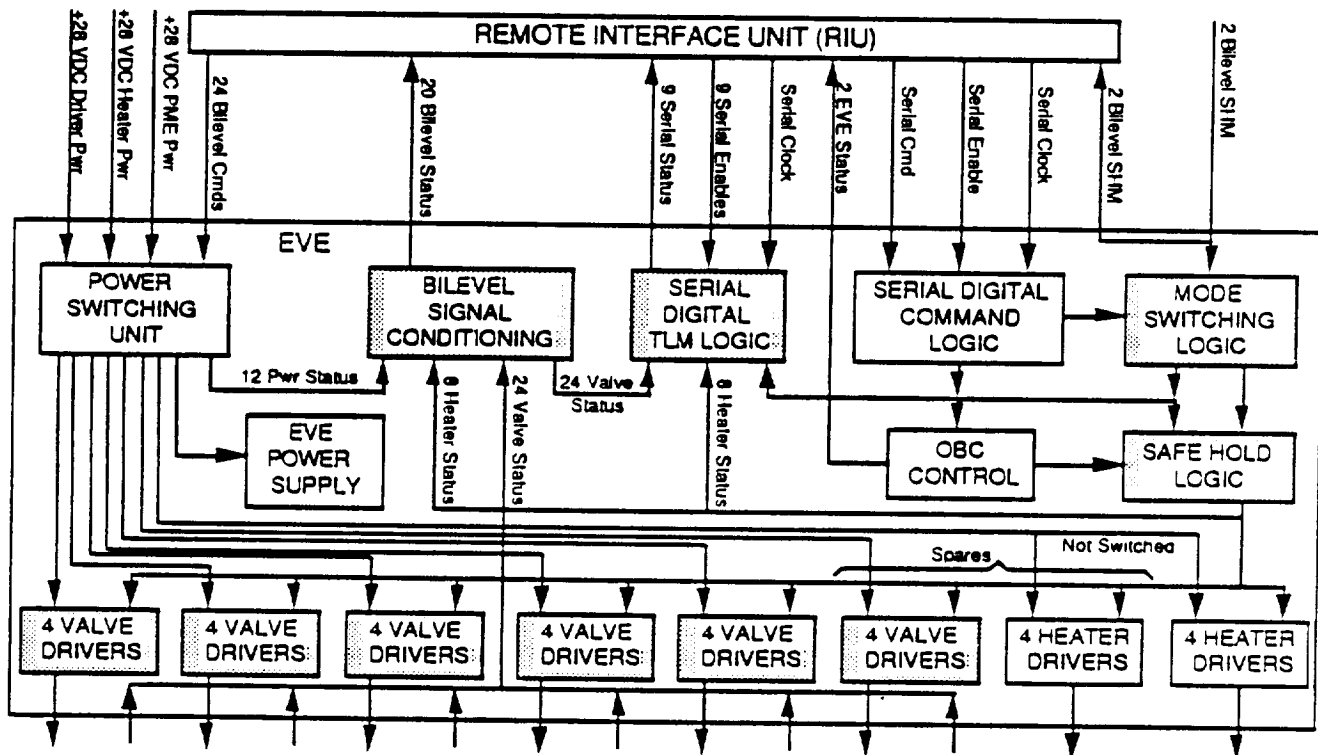 REMOTE INTERFACE UNIT (RIU)
+28 VDC Driver Pwr
+28 VDC Heater Pwr
+28 VDC PME Pwr
24 Bilevel Cmds
20 Bilevel Status
9 Serial Status
9 Serial Enables
Serial Clock
2 EVE Status
Serial Cmd
Serial Enable
Serial Clock
2 Bilevel SHM
2 Bilevel SHM
EVE
POWER
SWITCHING
UNIT
BILEVEL
SIGNAL
CONDITIONING
SERIAL
DIGITAL
TLM LOGIC
SERIAL DIGITAL
COMMAND
LOGIC
MODE
SWITCHING
LOGIC
12 Pwr Status
8 Heater Status
24 Valve Status
24 Valve
Status
8 Heater Status
EVE
POWER
SUPPLY
OBC
CONTROL
SAFE HOLD
LOGIC
Spares
Not Switched
4 VALVE
DRIVERS
4 VALVE
DRIVERS
4 VALVE
DRIVERS
4 VALVE
DRIVERS
4 VALVE
DRIVERS
4 VALVE
DRIVERS
4 HEATER
DRIVERS
4 HEATER
DRIVERS